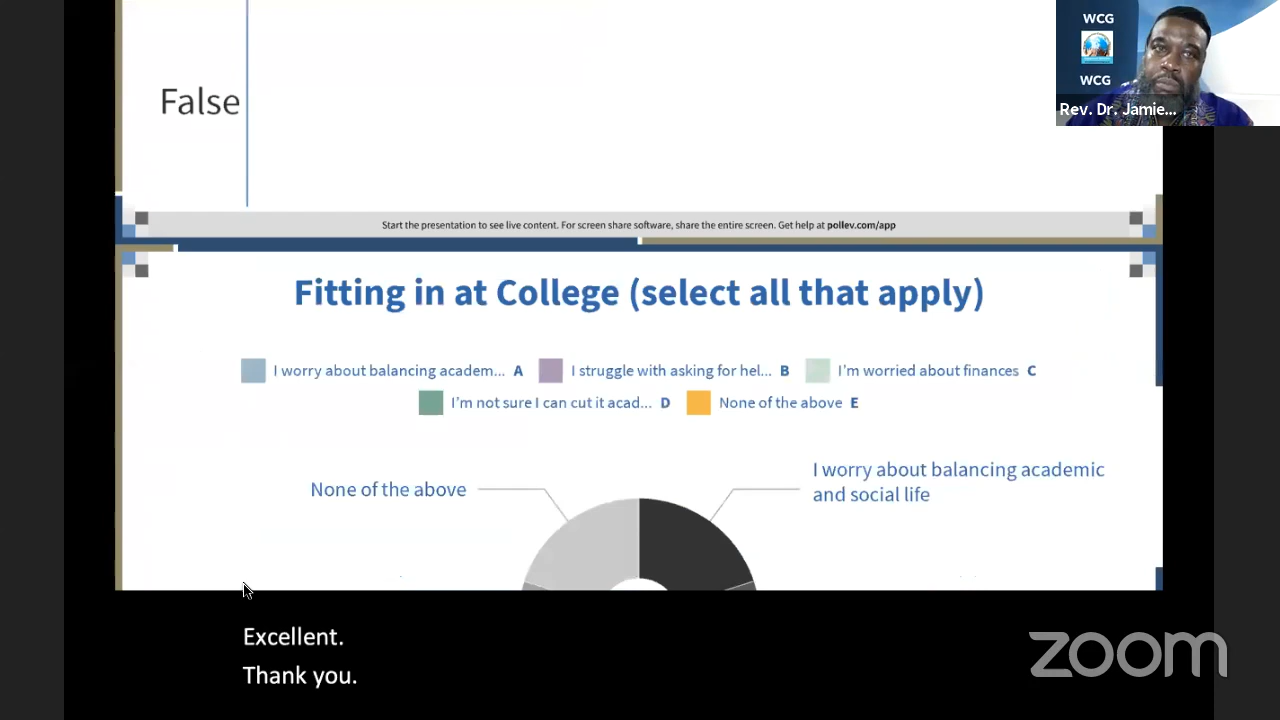 WCG
WCG
Rev. Dr. Jamie...
False
Start the presentation to see live content. For screen share software, share the entire screen. Get help at pollev.com/app
Fitting in at College (select all that apply)
I worry about balancing academ... A I struggle with asking for hel... B I'm worried about finances C
I'm not sure I can cut it acad... D None of the above E
None of the above
I worry about balancing academic
and social life
Excellent.
Thank you.
zoom